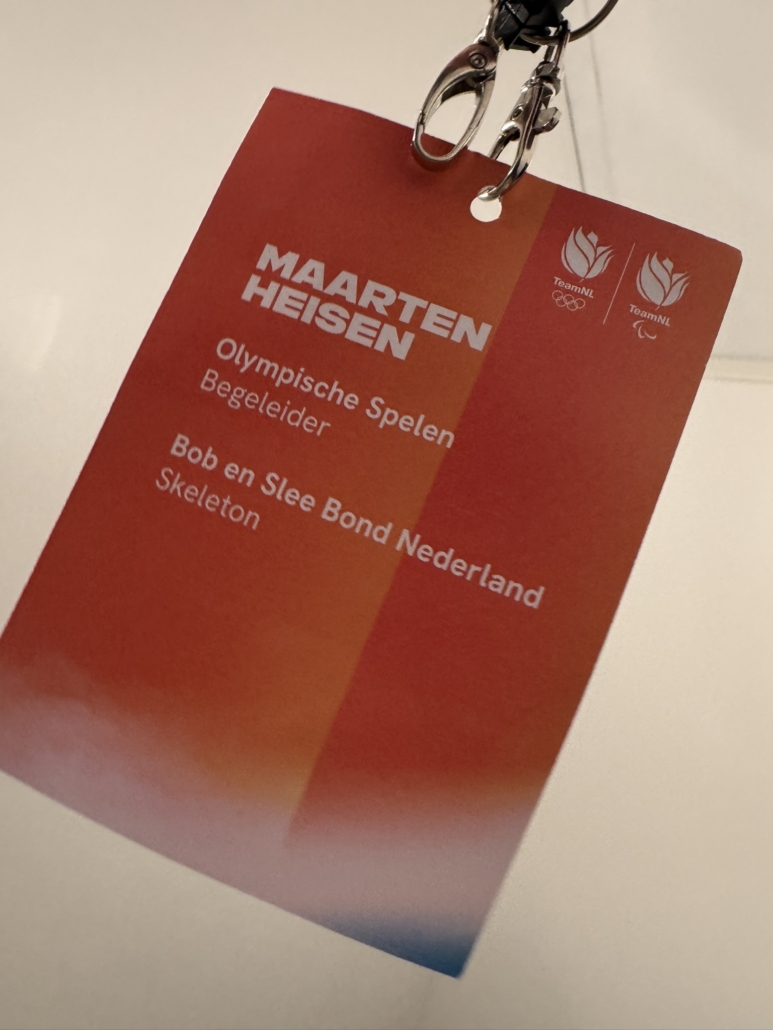 MAARTEN
HEISEN
Olympische Spelen
Begeleider
Bob en Slee Bond Nederland
Skeleton
TeamNL
TeamNL